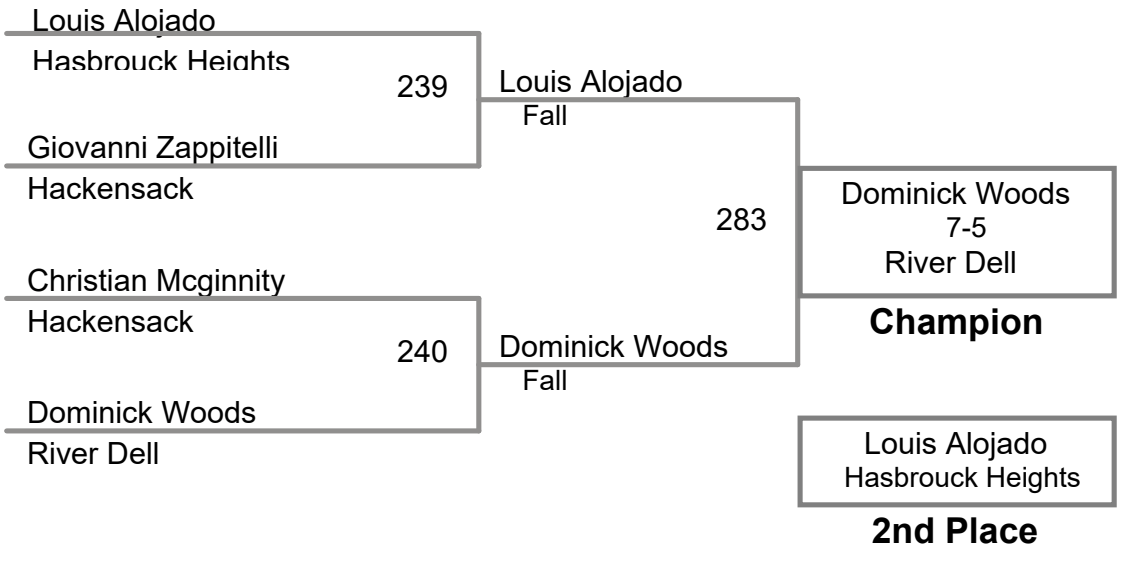 Louis Alojado
Hasbrouck Heights
239
Louis Alojado
Fall
Giovanni Zappitelli
Hackensack
283
Dominick Woods
7-5
River Dell
Champion
Christian Mcginnity
Hackensack
240
Dominick Woods
Fall
Dominick Woods
River Dell
Louis Alojado
Hasbrouck Heights
2nd Place